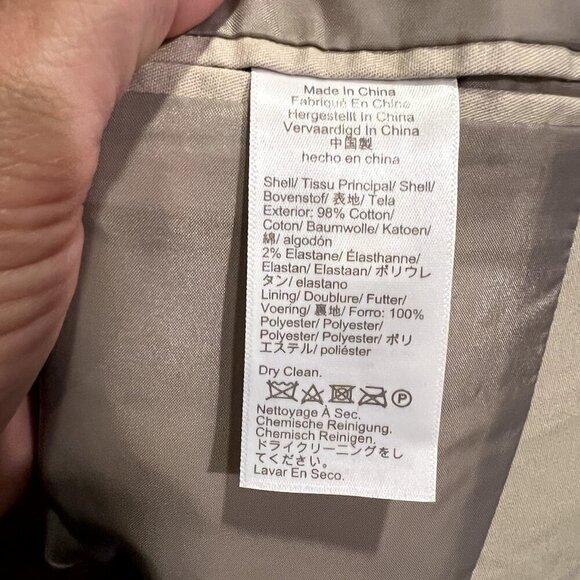 Made In China
Fabriqué En Chine
Hergestellt In China
Vervaardigd In China
中国製
hecho en china
Shell/ Tissu Principal/ Shell/
Bovenstof/ 表地/ Tela
Exterior: 98% Cotton/
Coton/ Baumwolle/ Katoen/
綿/ algodón
2% Elastane/ Élasthanne/
Elastan/ Elastaan/ ポリウレ
タン/ elastano
Lining/ Doublure/ Futter/
Voering/ 裏地/ Forro: 100%
Polyester/ Polyester/
Polyester/ Polyester/ ポリ
エステル/ poliéster
Dry Clean.
P
Nettoyage À Sec.
Chemische Reinigung.
Chemisch Reinigen.
ドライクリーニングをし
てください。
Lavar En Seco.